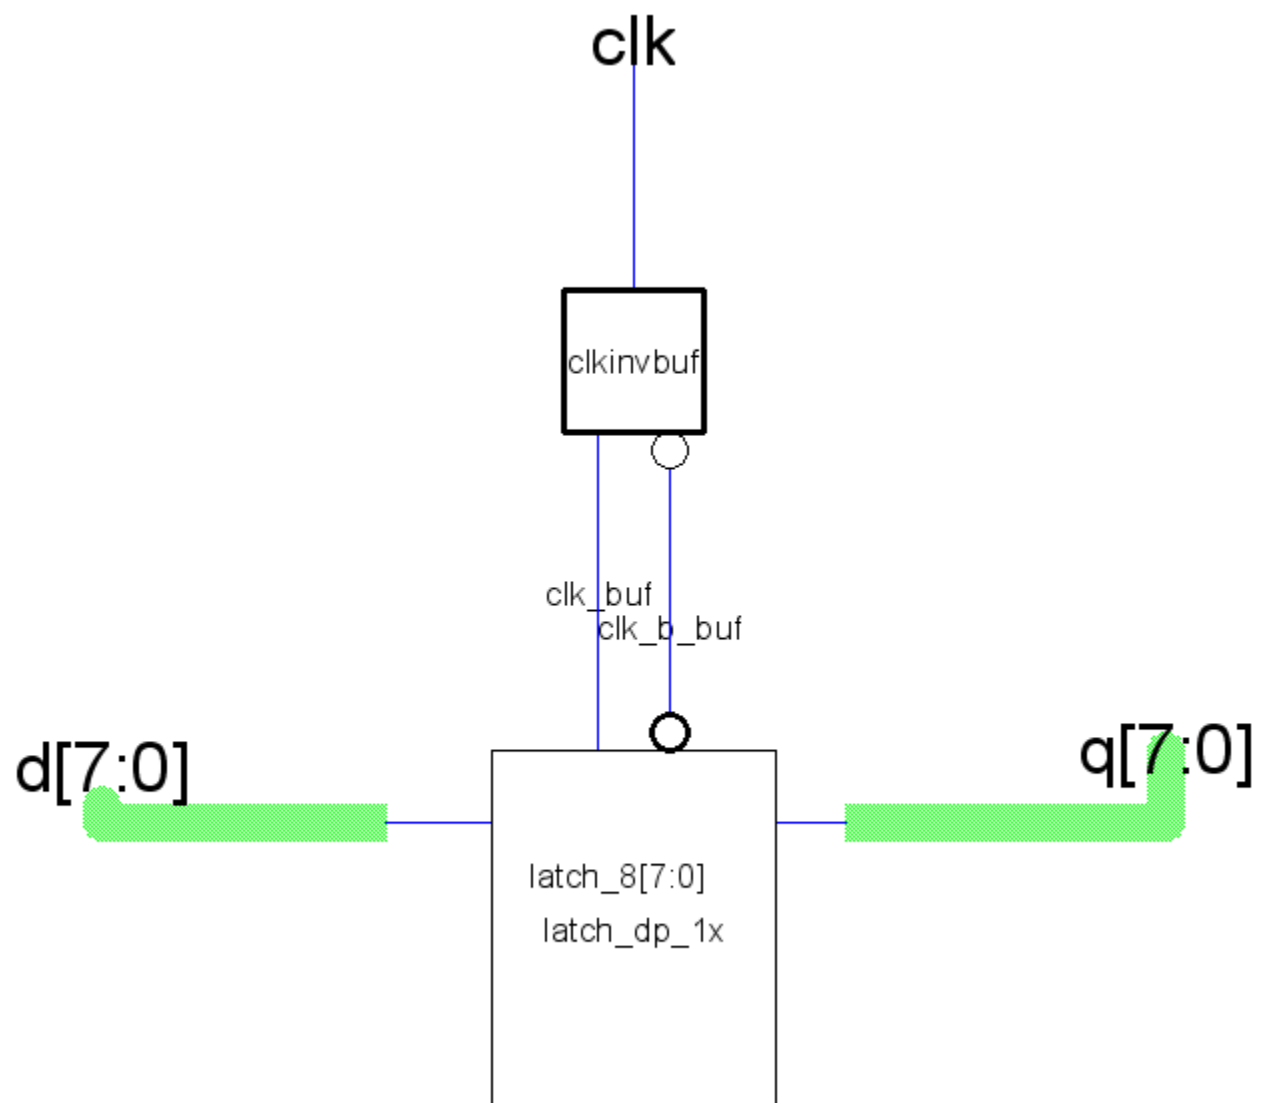 clk
clkinvbuf
clk_buf
clk_b_buf
d[7:0]
q[7:0]
latch_8[7:0]
latch_dp_1x